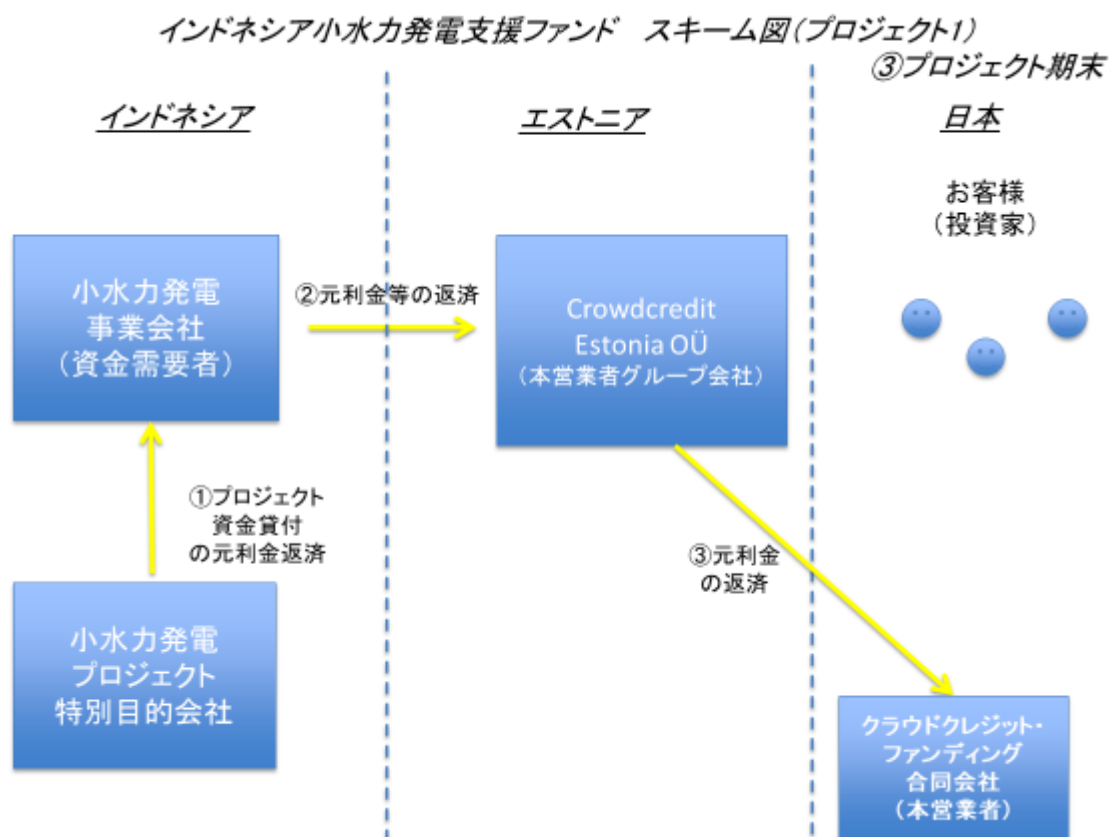 インドネシア小水力発電支援ファンド　スキーム図(プロジェクト1)
③プロジェクト期末
インドネシア
エストニア
日本
お客様
（投資家）
小水力発電
事業会社
（資金需要者）
②元利金等の返済
Crowdcredit
Estonia OÜ
（本営業者グループ会社）
①プロジェクト
資金貸付
の元利金返済
③元利金
の返済
小水力発電
プロジェクト
特別目的会社
クラウドクレジット・
ファンディング
合同会社
（本営業者）